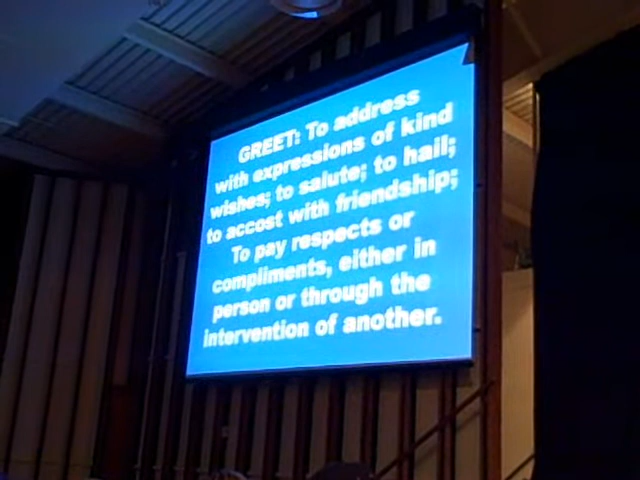 GREET: To address
with expressions of kind
wishes; to salute; to hail;
to accost with friendship;
To pay respects or
compliments, either in
person or through the
intervention of another.